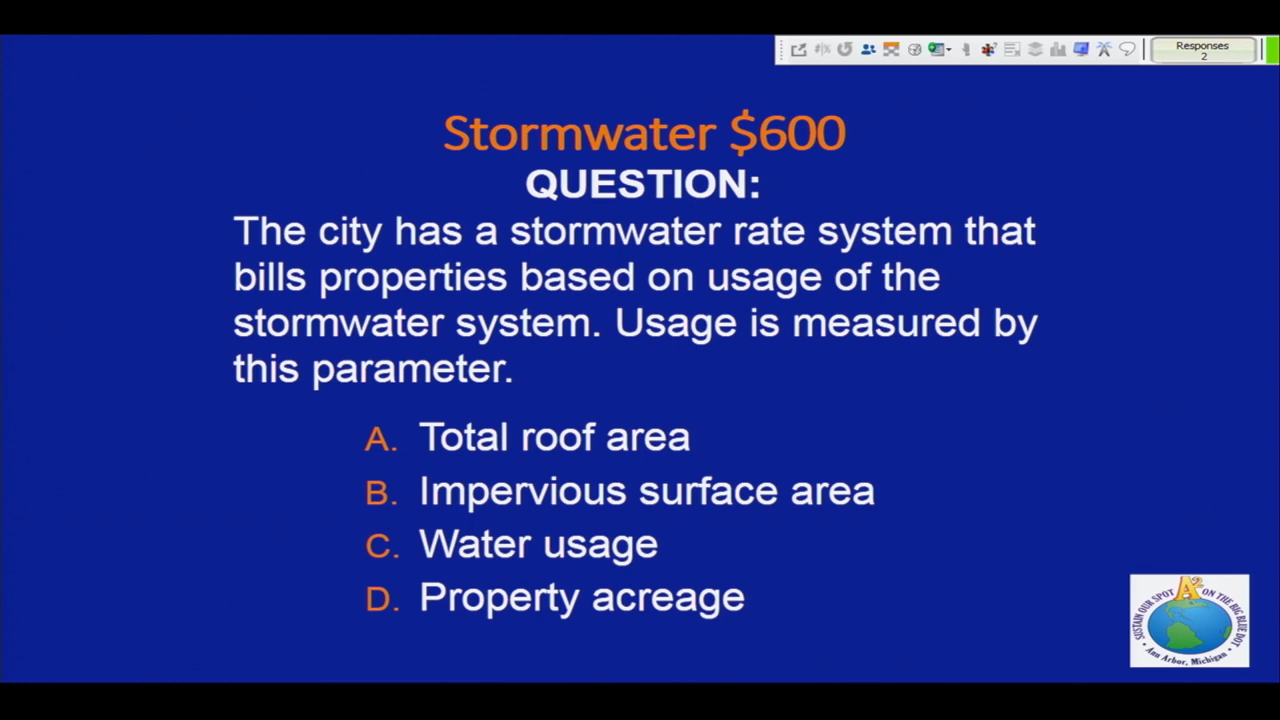 Responses
2
Stormwater $600
QUESTION:
The city has a stormwater rate system that
bills properties based on usage of the
stormwater system. Usage is measured by
this parameter.
A. Total roof area
B. Impervious surface area
C. Water usage
D. Property acreage
SUSTAIN OUR SPOT A2 ON THE BIG BLUE DOT
• Ann Arbor, Michigan •